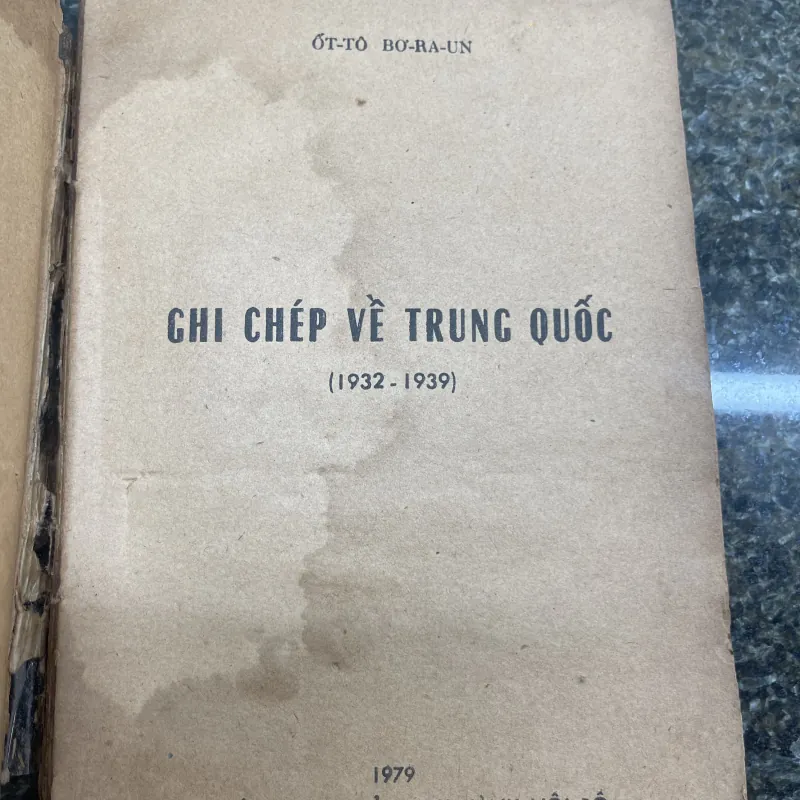 ỐT-TÔ BƠ-RA-UN
GHI CHÉP VỀ TRUNG QUỐC
(1932 - 1939)
1979